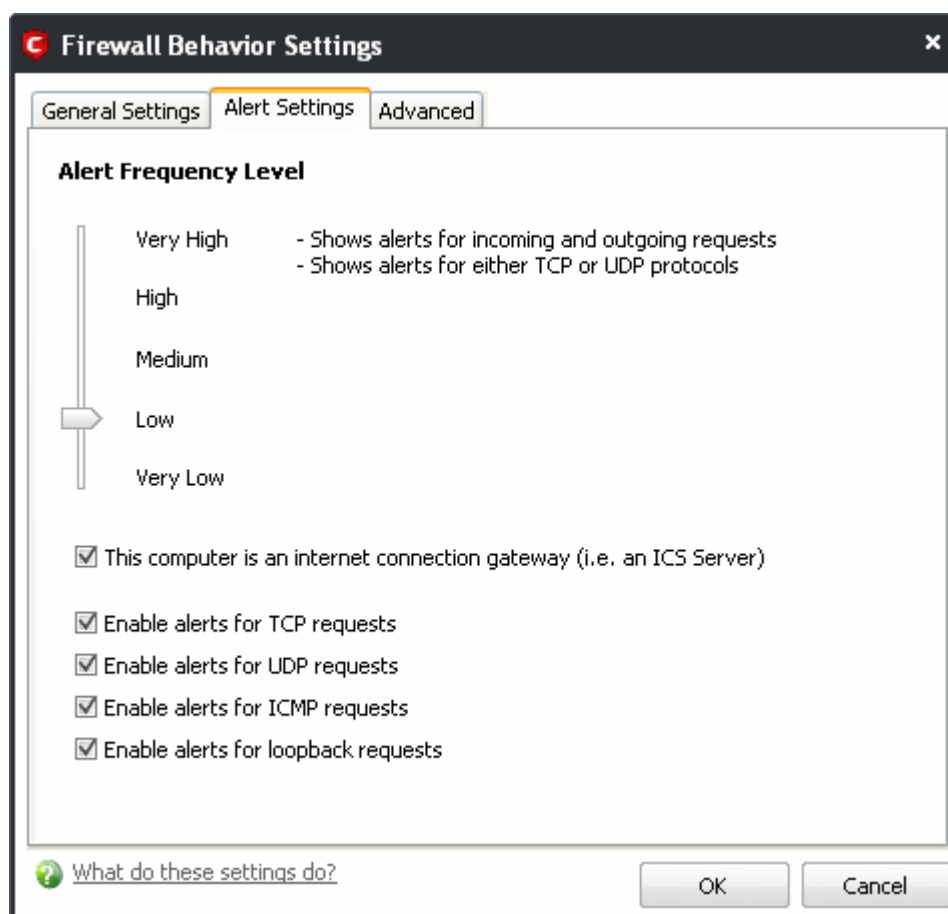 Firewall Behavior Settings
General Settings Alert Settings Advanced
Alert Frequency Level
Very High - Shows alerts for incoming and outgoing requests
- Shows alerts for either TCP or UDP protocols
High
Medium
Low
Very Low
This computer is an internet connection gateway (i.e. an ICS Server)
Enable alerts for TCP requests
Enable alerts for UDP requests
Enable alerts for ICMP requests
Enable alerts for loopback requests
What do these settings do?
OK Cancel